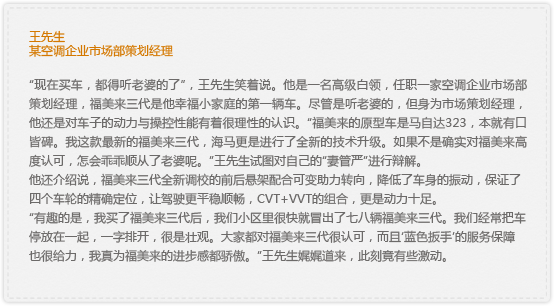 王先生
某空调企业市场部策划经理
“现在买车，都得听老婆的了”，王先生笑着说。他是一名高级白领，任职一家空调企业市场部
策划经理，福美来三代是他幸福小家庭的第一辆车。尽管是听老婆的，但身为市场策划经理，
他还是对车子的动力与操控性能有着很理性的认识。“福美来的原型车是马自达323，本就有口
皆碑。我这款最新的福美来三代，海马更是进行了全新的技术升级。如果不是确实对福美来高
度认可，怎会乖乖顺从了老婆呢。”王先生试图对自己的“妻管严”进行辩解。
他还介绍说，福美来三代全新调校的前后悬架配合可变助力转向，降低了车身的振动，保证了
四个车轮的精确定位，让驾驶更平稳顺畅，CVT+VVT的组合，更是动力十足。
“有趣的是，我买了福美来三代后，我们小区里很快就冒出了七八辆福美来三代。我们经常把车
停放在一起，一字排开，很是壮观。大家都对福美来三代很认可，而且‘蓝色扳手’的服务保障
也很给力，我真为福美来的进步感都骄傲。”王先生娓娓道来，此刻竟有些激动。